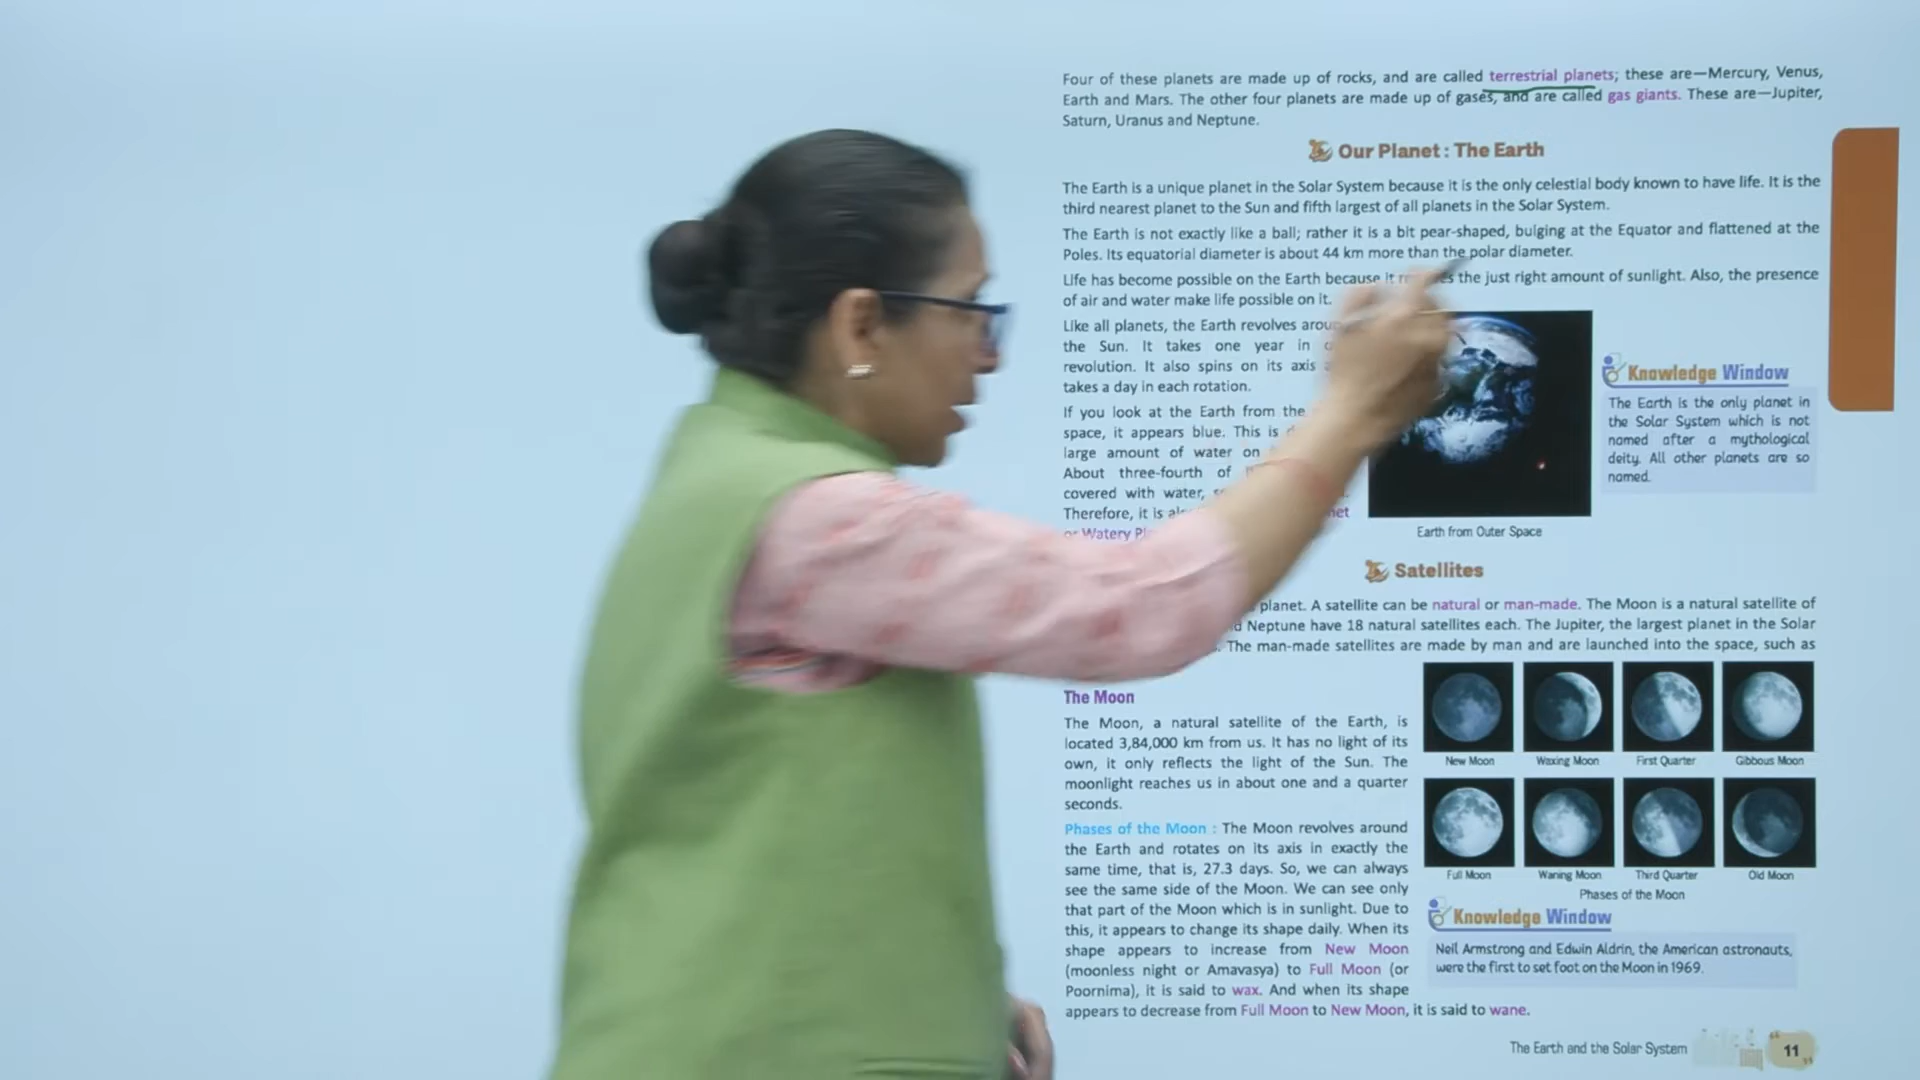 Four of these planets are made up of rocks, and are called terrestrial planets; these are—Mercury, Venus,
Earth and Mars. The other four planets are made up of gases, and are called gas giants. These are—Jupiter,
Saturn, Uranus and Neptune.
Our Planet : The Earth
The Earth is a unique planet in the Solar System because it is the only celestial body known to have life. It is the
third nearest planet to the Sun and fifth largest of all planets in the Solar System.
The Earth is not exactly like a ball; rather it is a bit pear-shaped, bulging at the Equator and flattened at the
Poles. Its equatorial diameter is about 44 km more than the polar diameter.
Life has become possible on the Earth because it the just right amount of sunlight. Also, the presence
of air and water make life possible on it.
Like all planets, the Earth revolves
the Sun. It takes one year in
revolution. It also spins on its axis
takes a day in each rotation.
If you look at the Earth from the
space, it appears blue. This is
large amount of water on
About three-fourth of
covered with water,
Therefore, it is
or Watery
Earth from Outer Space
Knowledge Window
The Earth is the only planet in
the Solar System which is not
named after a mythological
deity. All other planets are so
named.
Satellites
planet. A satellite can be natural or man-made. The Moon is a natural satellite of
Neptune have 18 natural satellites each. The Jupiter, the largest planet in the Solar
The man-made satellites are made by man and are launched into the space, such as
The Moon
The Moon, a natural satellite of the Earth, is
located 3,84,000 km from us. It has no light of its
own, it only reflects the light of the Sun. The
moonlight reaches us in about one and a quarter
seconds.
Phases of the Moon : The Moon revolves around
the Earth and rotates on its axis in exactly the
same time, that is, 27.3 days. So, we can always
see the same side of the Moon. We can see only
that part of the Moon which is in sunlight. Due to
this, it appears to change its shape daily. When its
shape appears to increase from New Moon
(moonless night or Amavasya) to Full Moon (or
Poornima), it is said to wax. And when its shape
appears to decrease from Full Moon to New Moon, it is said to wane.
New Moon
Waxing Moon
First Quarter
Gibbous Moon
Full Moon
Waning Moon
Third Quarter
Old Moon
Phases of the Moon
Knowledge Window
Neil Armstrong and Edwin Aldrin, the American astronauts,
were the first to set foot on the Moon in 1969.
The Earth and the Solar System
11